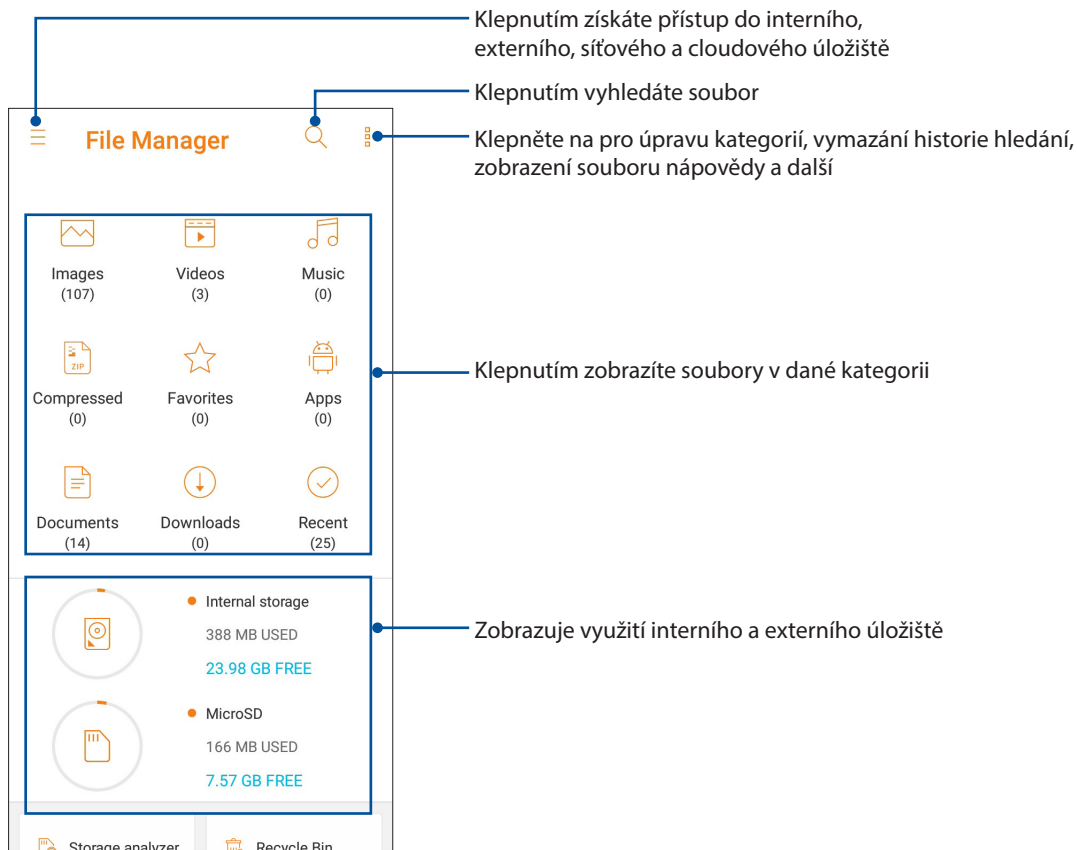 Klepnutím získáte přístup do interního,
externího, síťového a cloudového úložiště
Klepnutím vyhledáte soubor
File Manager
Klepněte na pro úpravu kategorií, vymazání historie hledání,
zobrazení souboru nápovědy a další
Images
(107)
Videos
(3)
Music
(0)
ZIP
Compressed
(0)
Favorites
(0)
Apps
(0)
Klepnutím zobrazíte soubory v dané kategorii
Documents
(14)
Downloads
(0)
Recent
(25)
Internal storage
388 MB USED
23.98 GB FREE
Zobrazuje využití interního a externího úložiště
MicroSD
166 MB USED
7.57 GB FREE
Storage analyzer
Recycle Bin